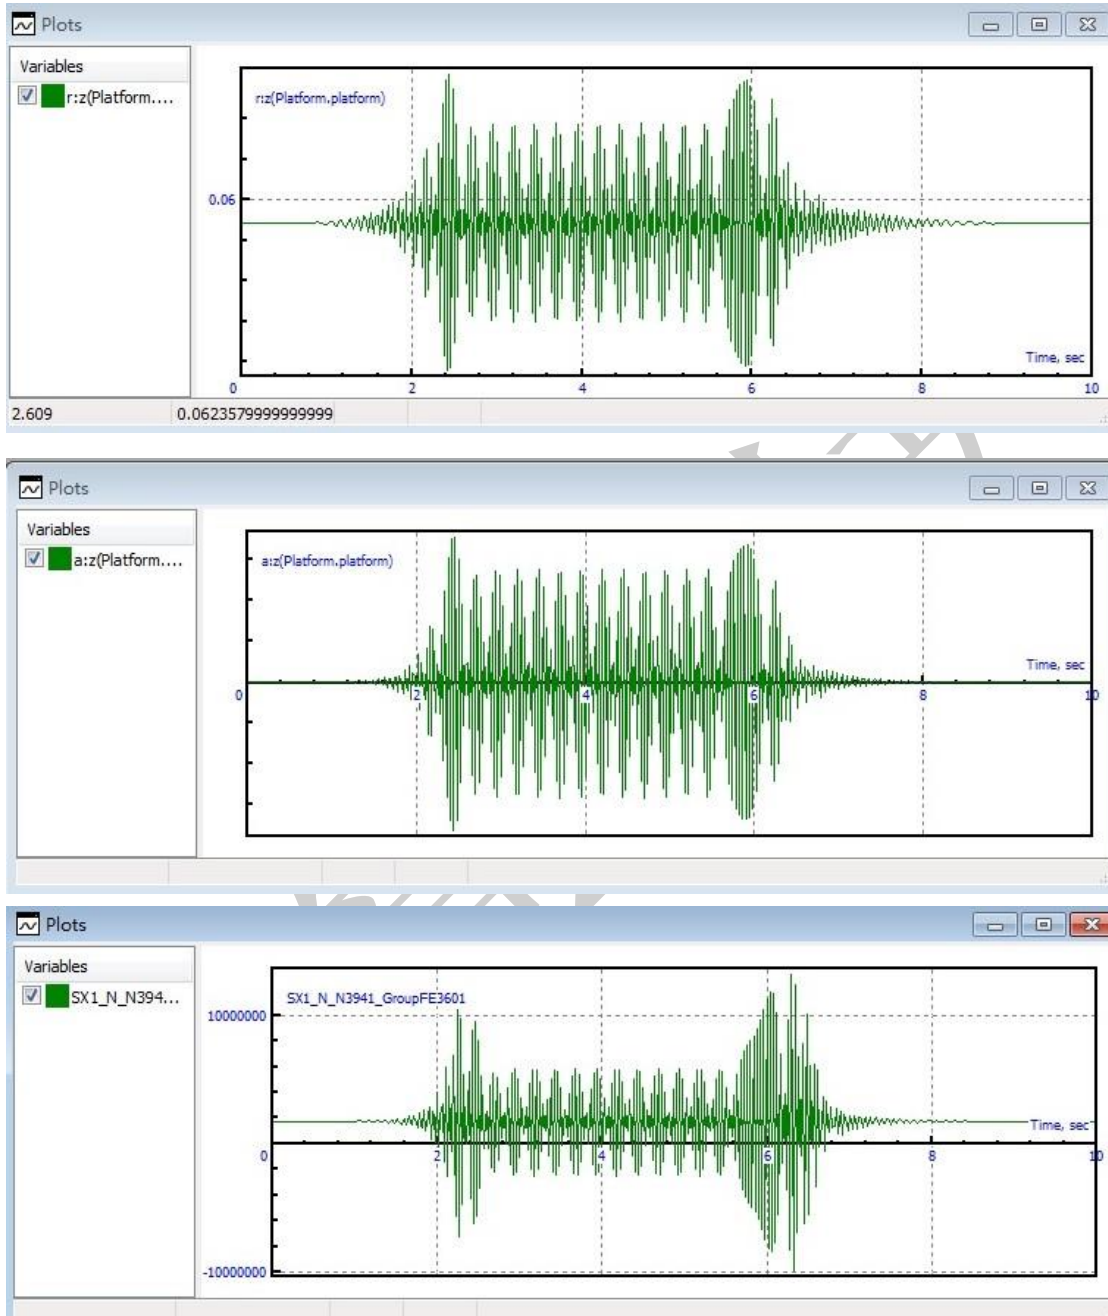 Plots
Variables
r:z(Platform....
r:z(Platform.platform)
0.06
Time, sec
0 2 4 6 8 10
2.609 0.0623579999999999
Plots
Variables
a:z(Platform....
a:z(Platform.platform)
Time, sec
0 2 4 6 8 10
Plots
Variables
SX1_N_N394...
SX1_N_N3941_GroupFE3601
10000000
Time, sec
0 2 4 6 8 10
-10000000